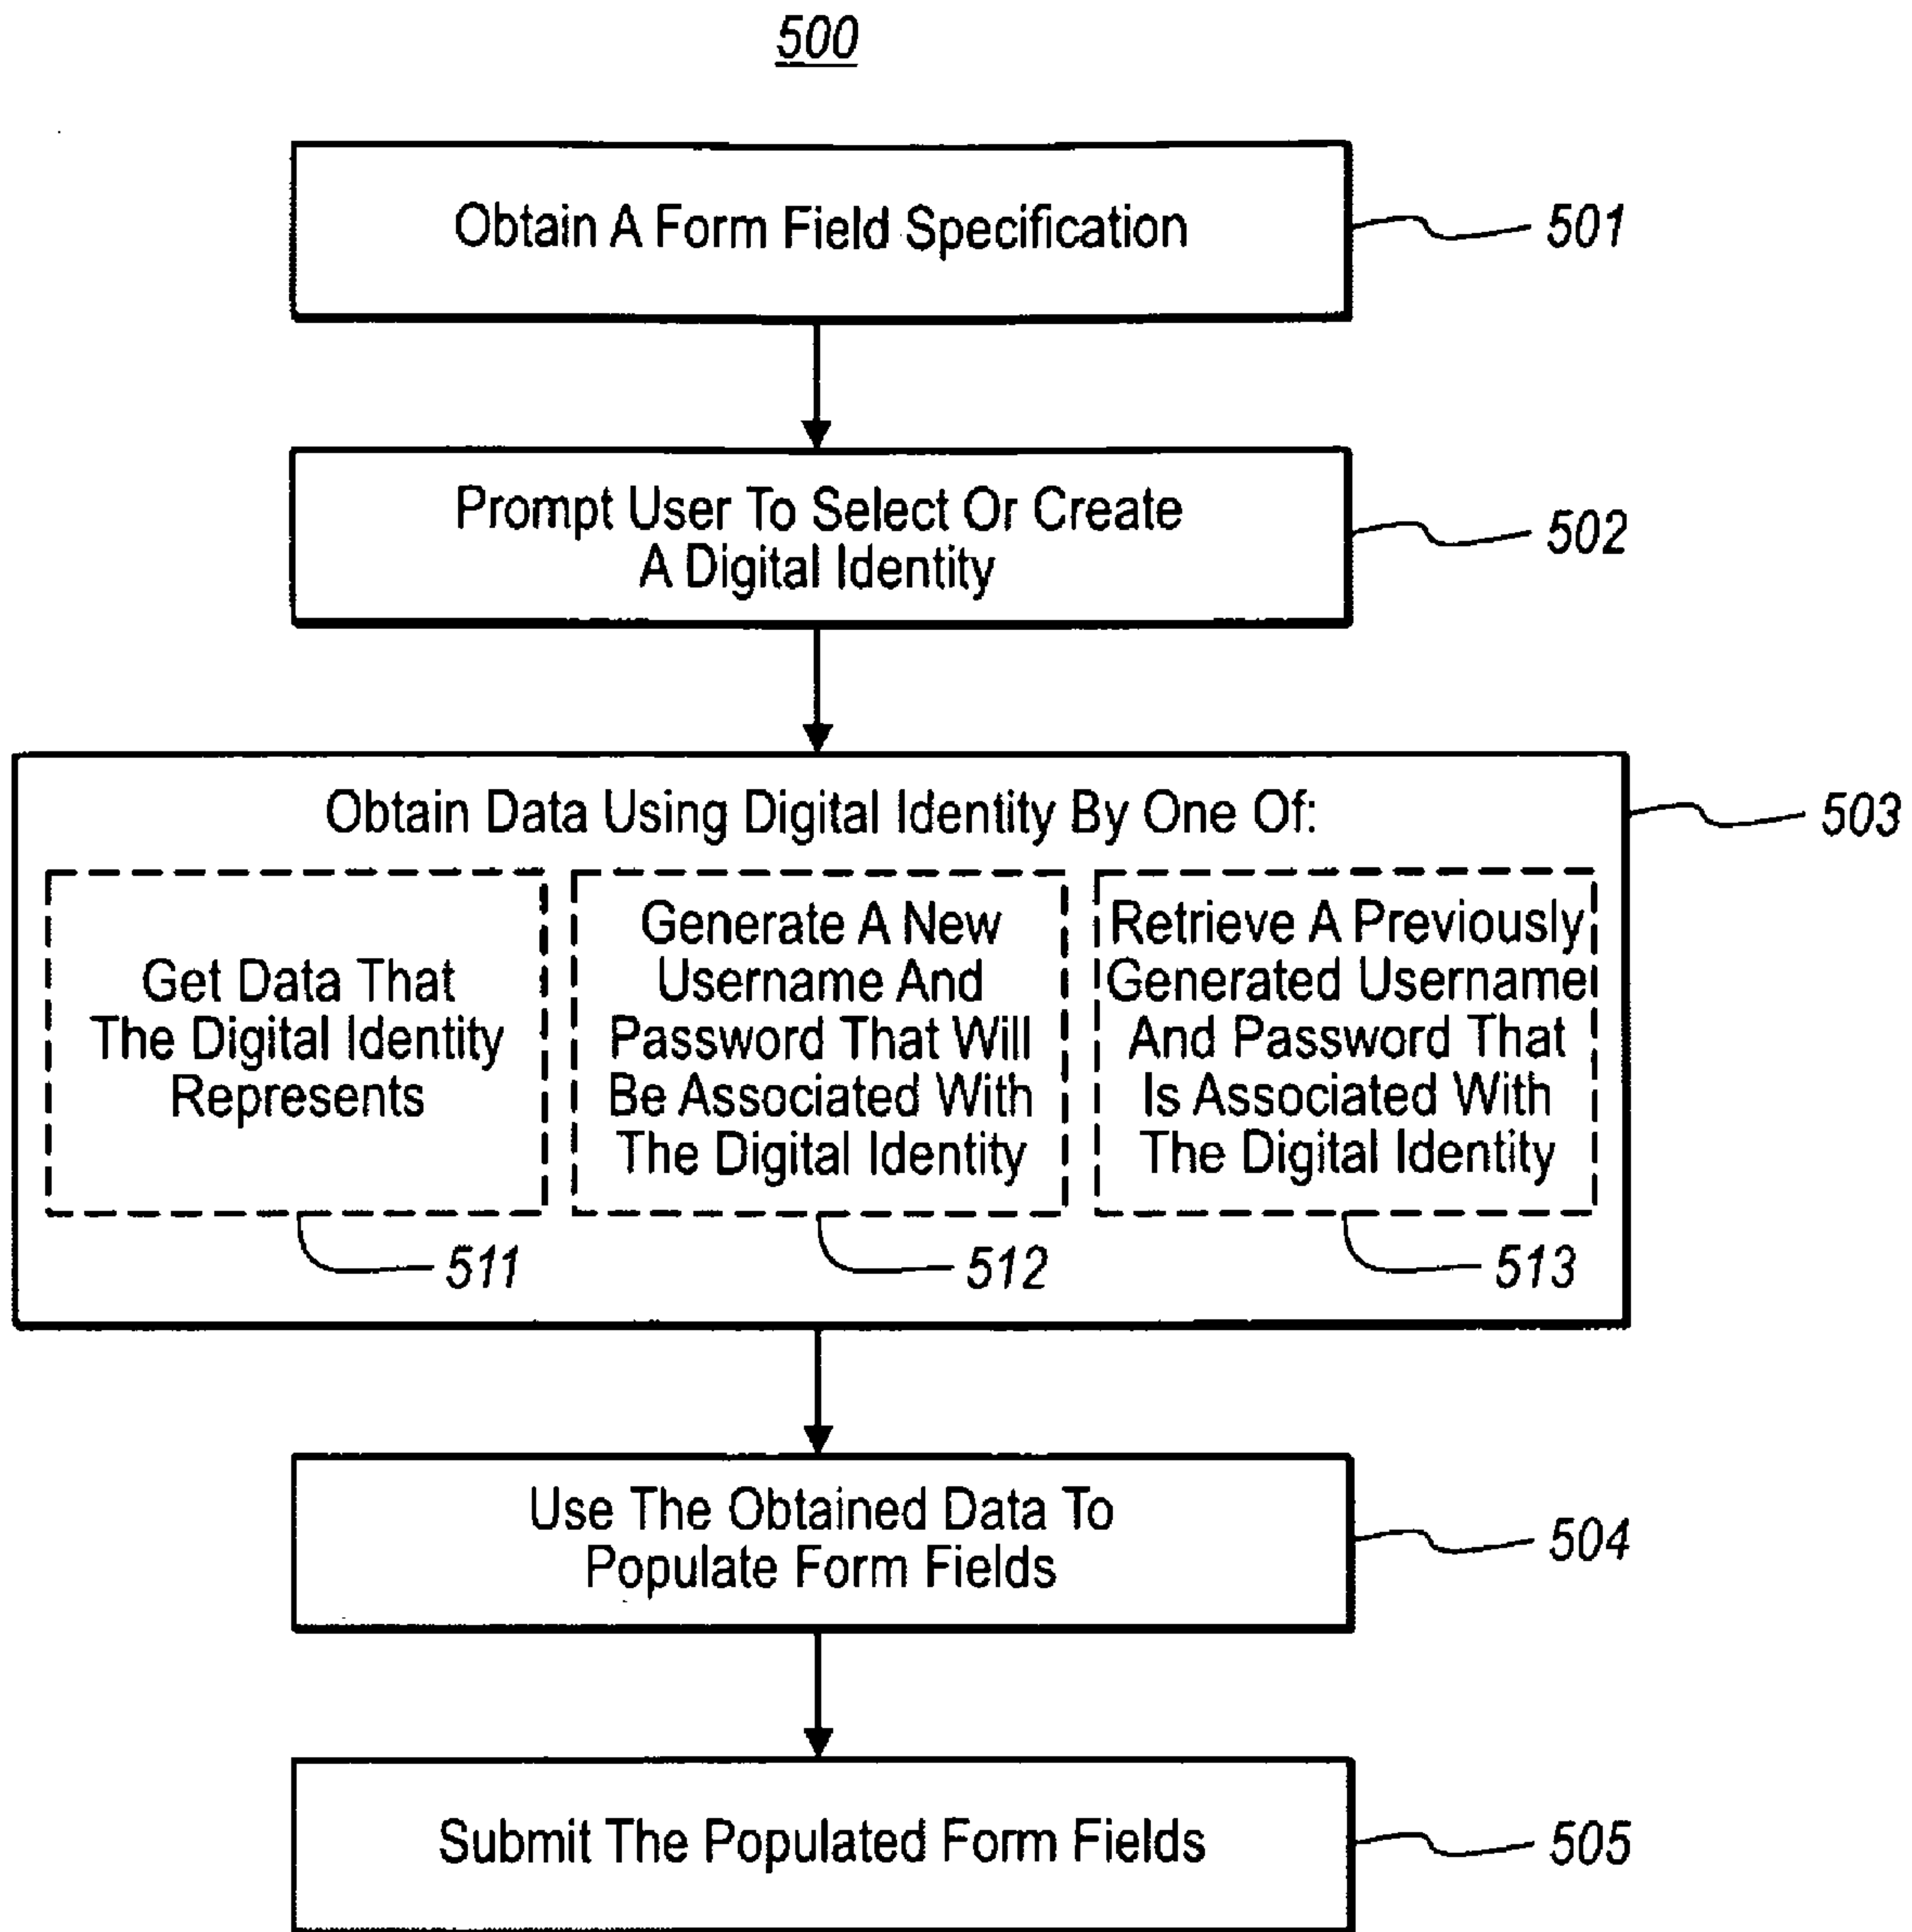 500
Obtain A Form Field Specification
501
Prompt User To Select Or Create
A Digital Identity
502
Obtain Data Using Digital Identity By One Of:
503
Get Data That
The Digital Identity
Represents
511
Generate A New
Username And
Password That Will
Be Associated With
The Digital Identity
512
Retrieve A Previously
Generated Username
And Password That
Is Associated With
The Digital Identity
513
Use The Obtained Data To
Populate Form Fields
504
Submit The Populated Form Fields
505